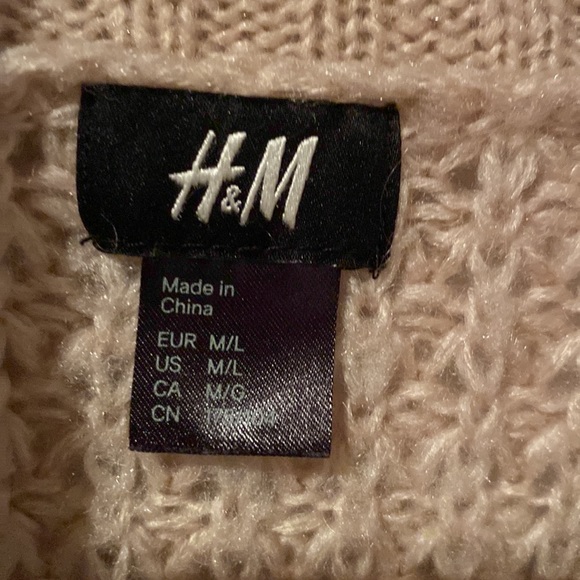 H&M
Made in
China
EUR M/L
US M/L
CA M/G
CN